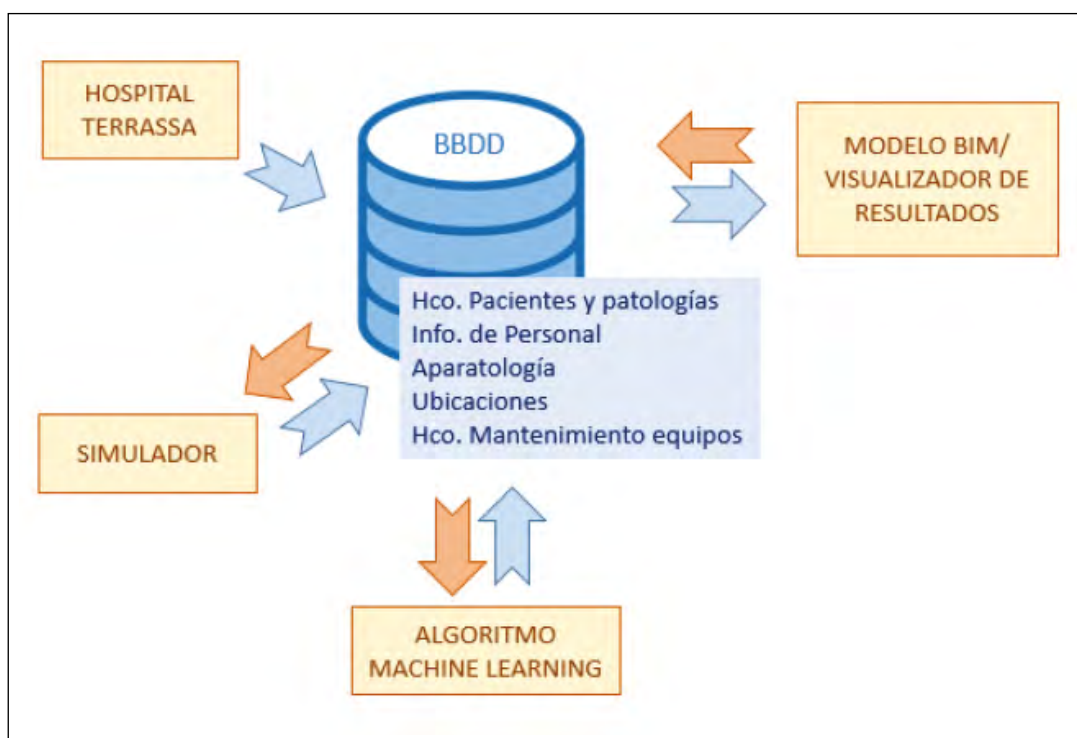 HOSPITAL
TERRASSA
BBDD
MODELO BIM/
VISUALIZADOR DE
RESULTADOS
Hco. Pacientes y patologías
Info. de Personal
Aparatología
Ubicaciones
Hco. Mantenimiento equipos
SIMULADOR
ALGORITMO
MACHINE LEARNING